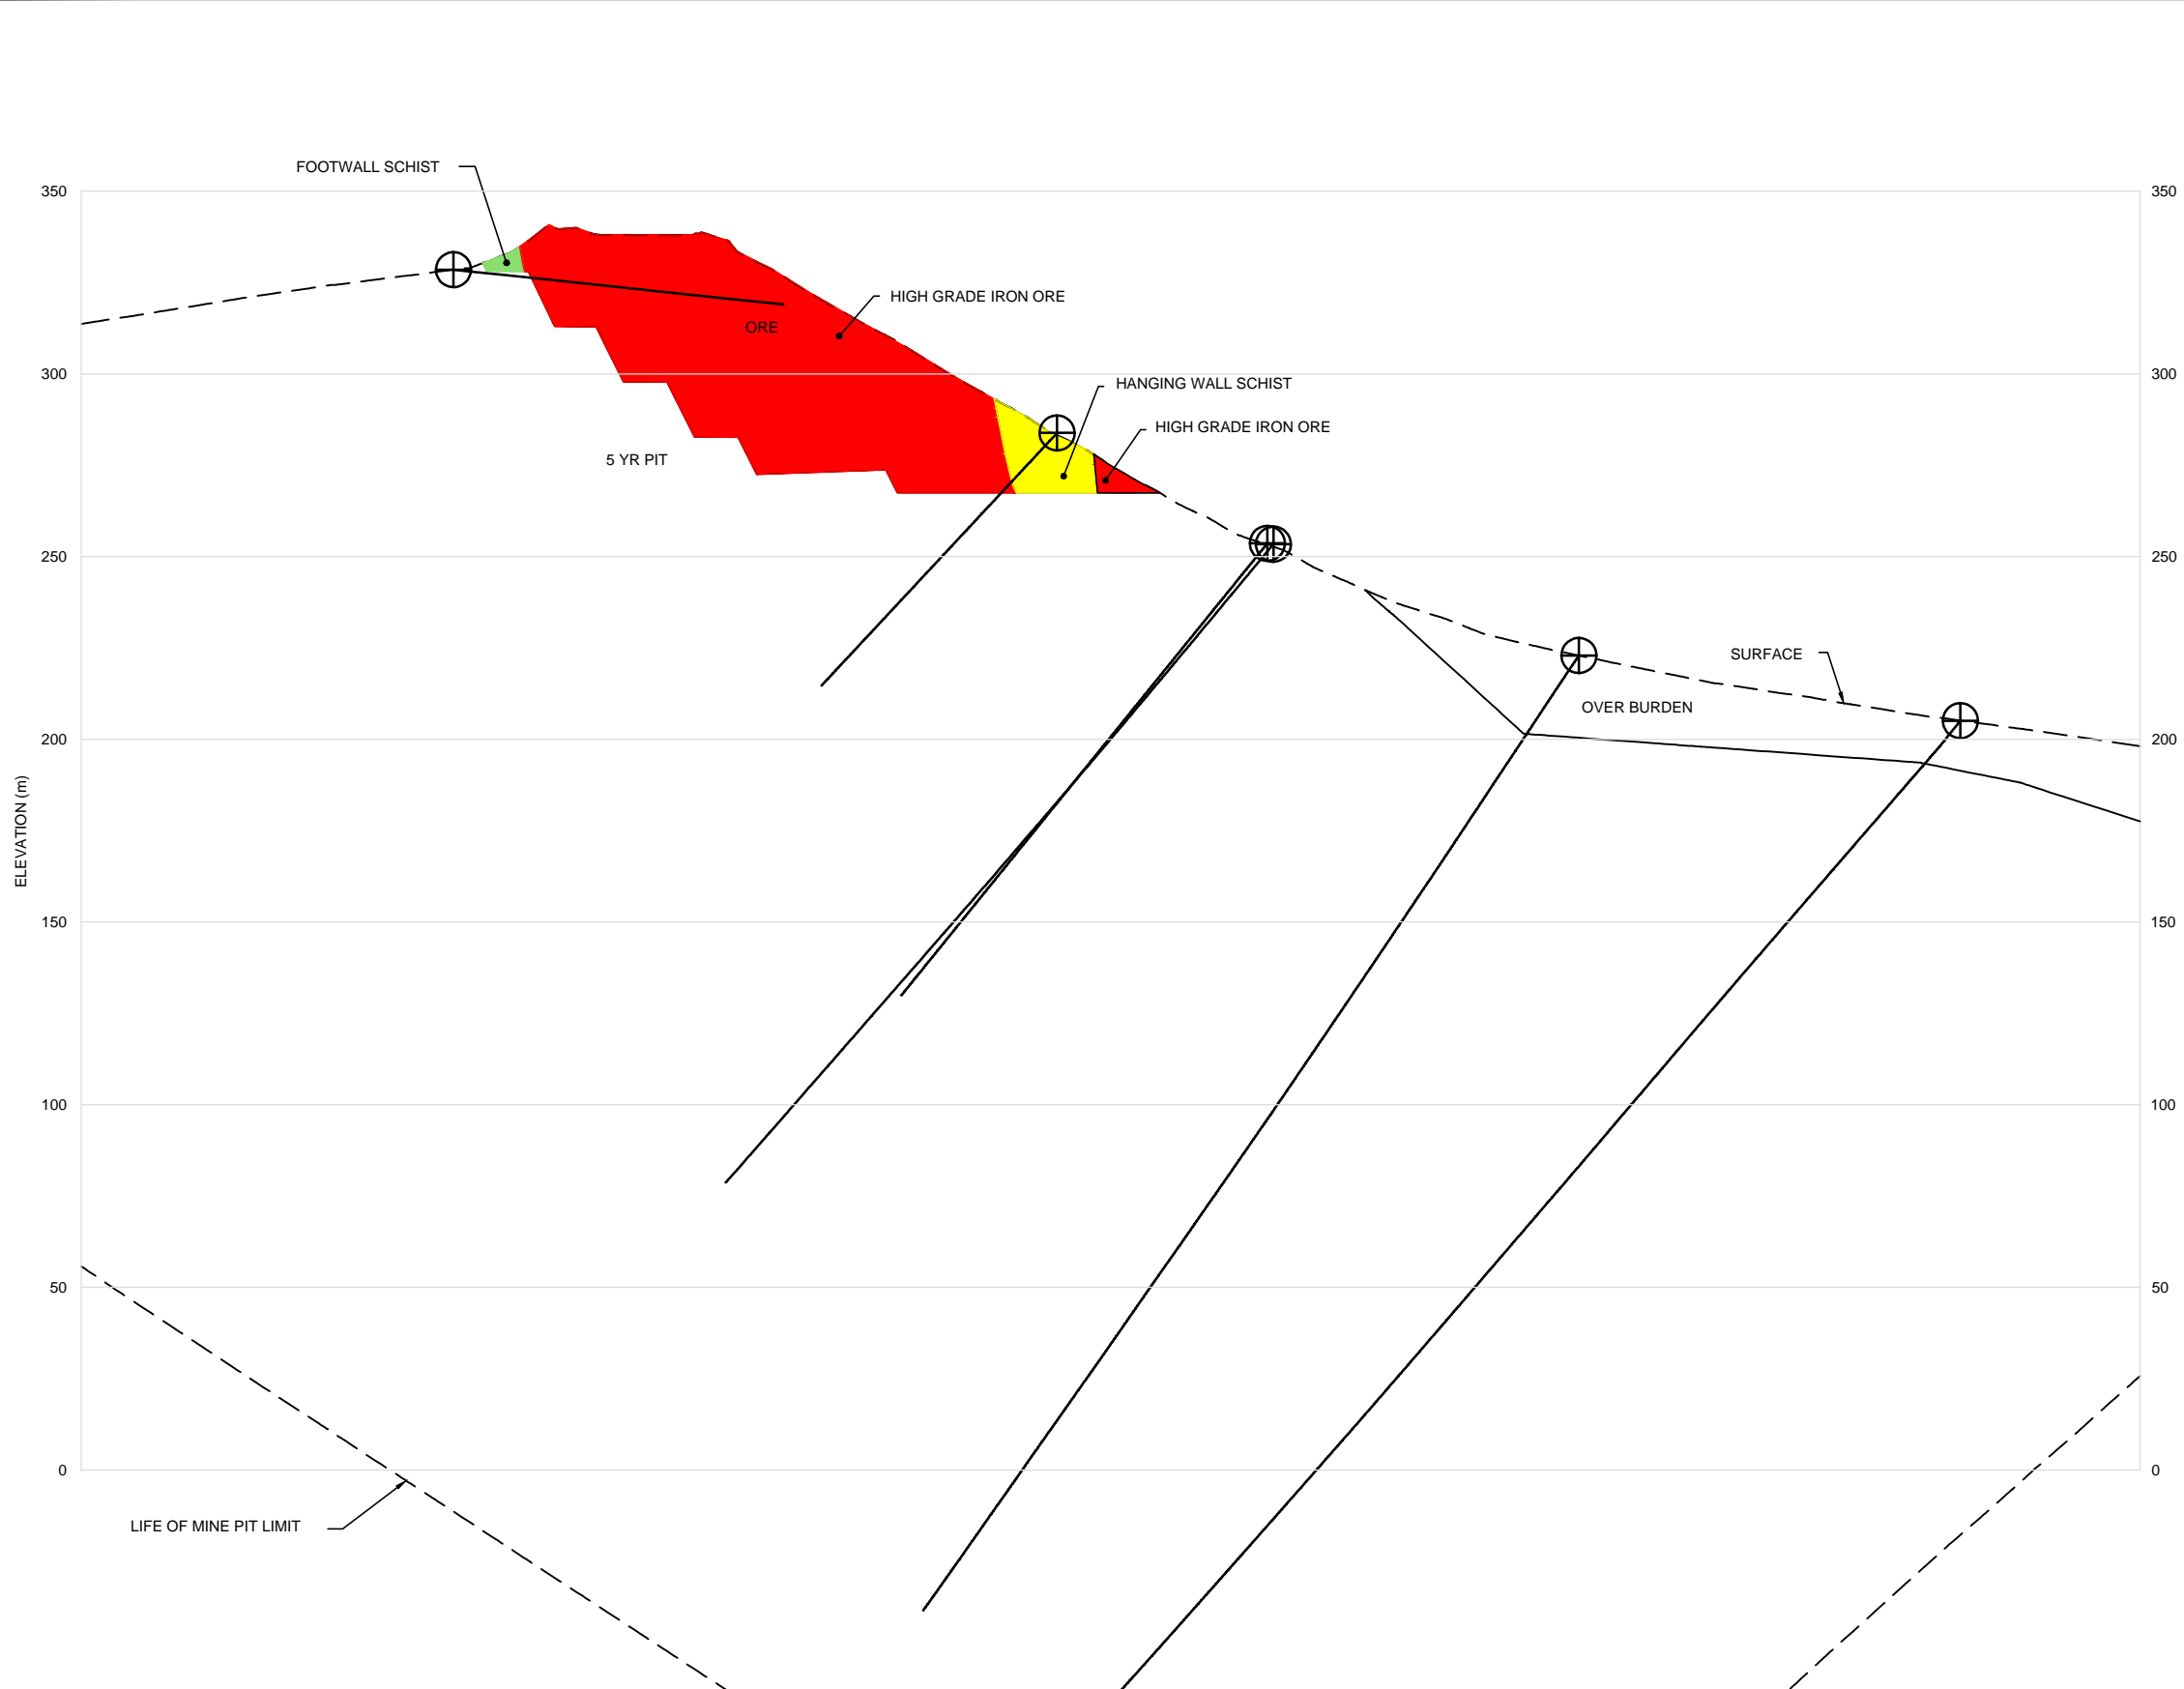 FOOTWALL SCHIST
350
350
HIGH GRADE IRON ORE
ORE
300
300
HANGING WALL SCHIST
HIGH GRADE IRON ORE
5 YR PIT
250
250
SURFACE
OVER BURDEN
200
200
ELEVATION (m)
150
150
100
100
50
50
0
0
LIFE OF MINE PIT LIMIT